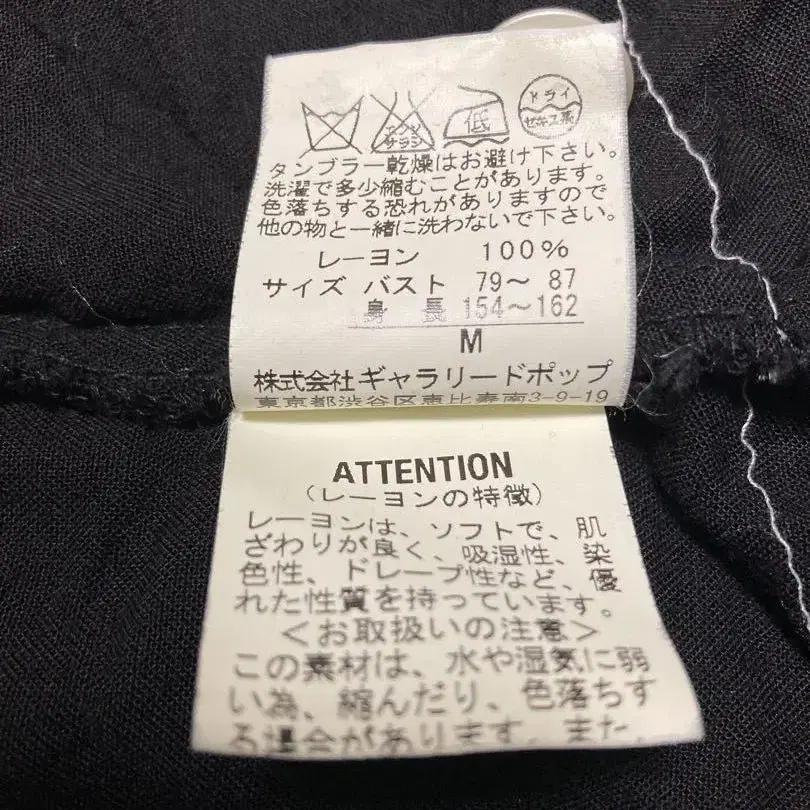 エンソ
サラシ
低
ドライ
セキユ系
タンブラー乾燥はお避け下さい。
洗濯で多少縮むことがあります。
色落ちする恐れがありますので
他の物と一緒に洗わないで下さい。
レーヨン 100%
サイズ バスト 79〜 87
身 長 154〜162
M
株式会社ギャラリードポップ
東京都渋谷区恵比寿南3-9-19
ATTENTION
(レーヨンの特徴)
レーヨンは、ソフトで、肌
ざわりが良く、吸湿性、染
色性、ドレープ性など、優
れた性質を持っています。
<お取扱いの注意>
この素材は、水や湿気に弱
い為、縮んだり、色落ちす
る場合があります。また、